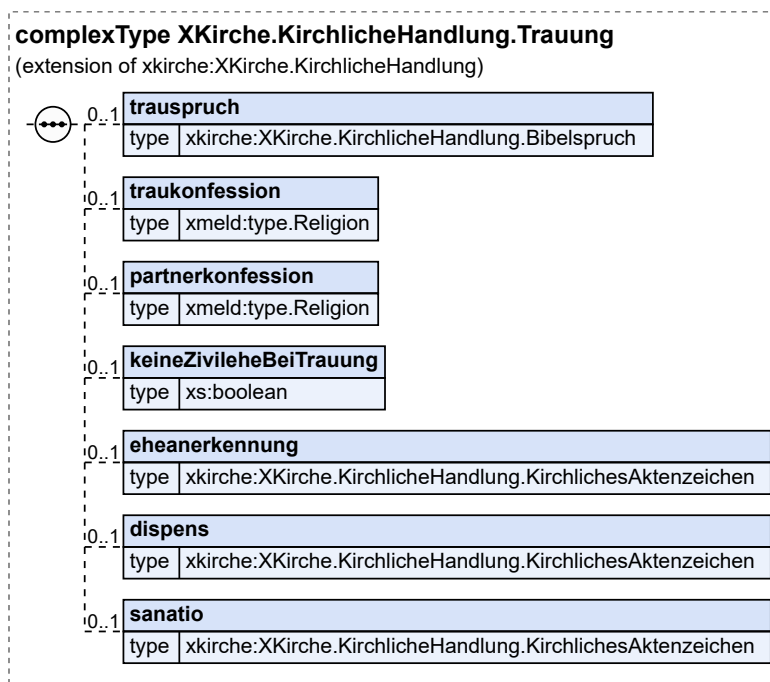 complexType XKirche.KirchlicheHandlung.Trauung
(extension of xkirche:XKirche.KirchlicheHandlung)
0..1 trauspruch
type xkirche:XKirche.KirchlicheHandlung.Bibelspruch
0..1 traukonfession
type xmeld:type.Religion
0..1 partnerkonfession
type xmeld:type.Religion
0..1 keineZivileheBeiTrauung
type xs:boolean
0..1 eheanerkennung
type xkirche:XKirche.KirchlicheHandlung.KirchlichesAktenzeichen
0..1 dispens
type xkirche:XKirche.KirchlicheHandlung.KirchlichesAktenzeichen
0..1 sanatio
type xkirche:XKirche.KirchlicheHandlung.KirchlichesAktenzeichen